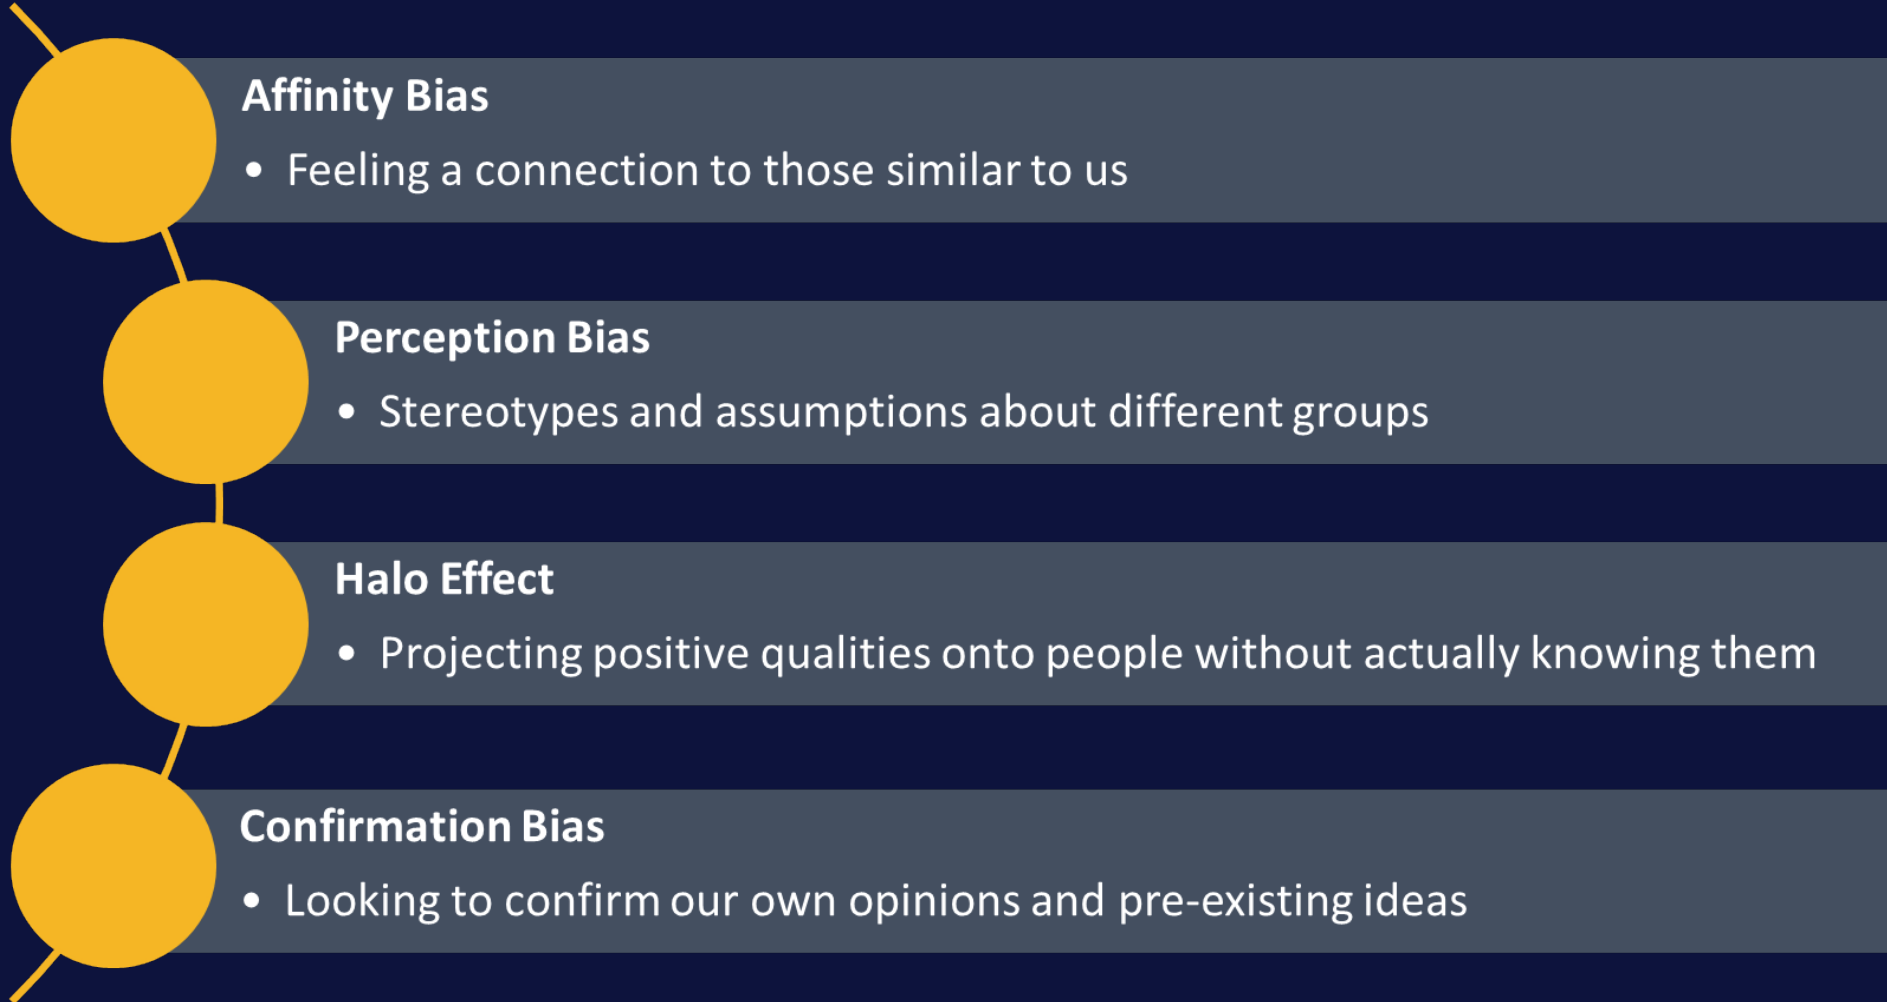 Affinity Bias
• Feeling a connection to those similar to us
Perception Bias
• Stereotypes and assumptions about different groups
Halo Effect
• Projecting positive qualities onto people without actually knowing them
Confirmation Bias
• Looking to confirm our own opinions and pre-existing ideas